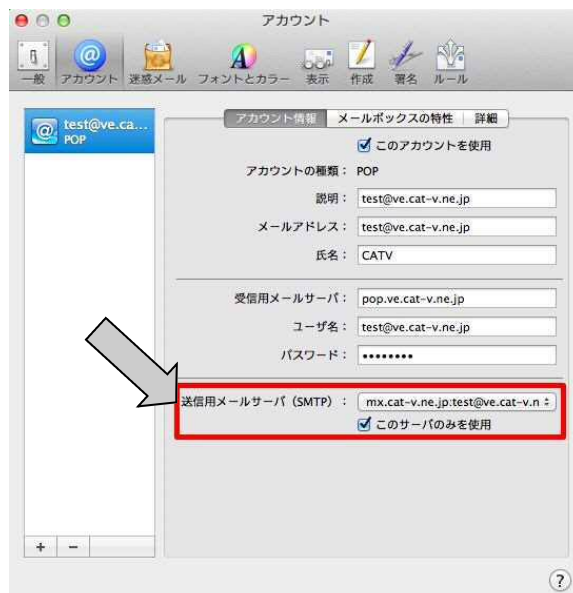 アカウント
一般 アカウント 迷惑メール フォントとカラー 表示 作成 署名 ルール
test@ve.ca...
POP
アカウント情報 メールボックスの特性 詳細
このアカウントを使用
アカウントの種類： POP
説明： test@ve.cat-v.ne.jp
メールアドレス： test@ve.cat-v.ne.jp
氏名： CATV
受信用メールサーバ： pop.ve.cat-v.ne.jp
ユーザ名： test@ve.cat-v.ne.jp
パスワード： ••••••••
送信用メールサーバ（SMTP）： mx.cat-v.ne.jp:test@ve.cat-v.n
このサーバのみを使用
+ −
?